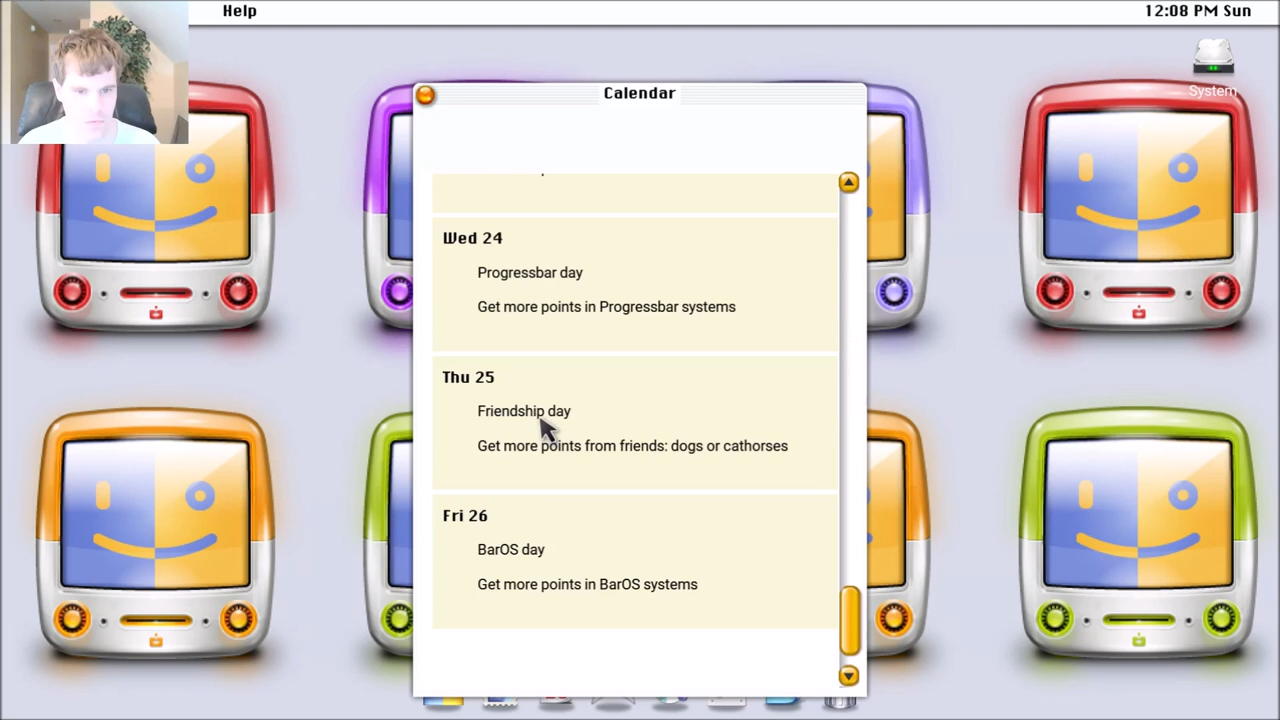 Help
12:08 PM Sun
System
Calendar
Wed 24
Progressbar day
Get more points in Progressbar systems
Thu 25
Friendship day
Get more points from friends: dogs or cathorses
Fri 26
BarOS day
Get more points in BarOS systems